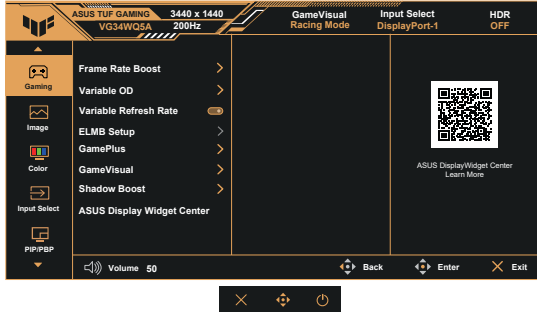 ASUS TUF GAMING 3440 x 1440
VG34WQ5A 200Hz
GameVisual
Racing Mode
Input Select
DisplayPort-1
HDR
OFF
Gaming
Image
Color
Input Select
PIP/PBP
Frame Rate Boost
Variable OD
Variable Refresh Rate
ELMB Setup
GamePlus
GameVisual
Shadow Boost
ASUS Display Widget Center
ASUS DisplayWidget Center
Learn More
Volume 50
Back
Enter
Exit